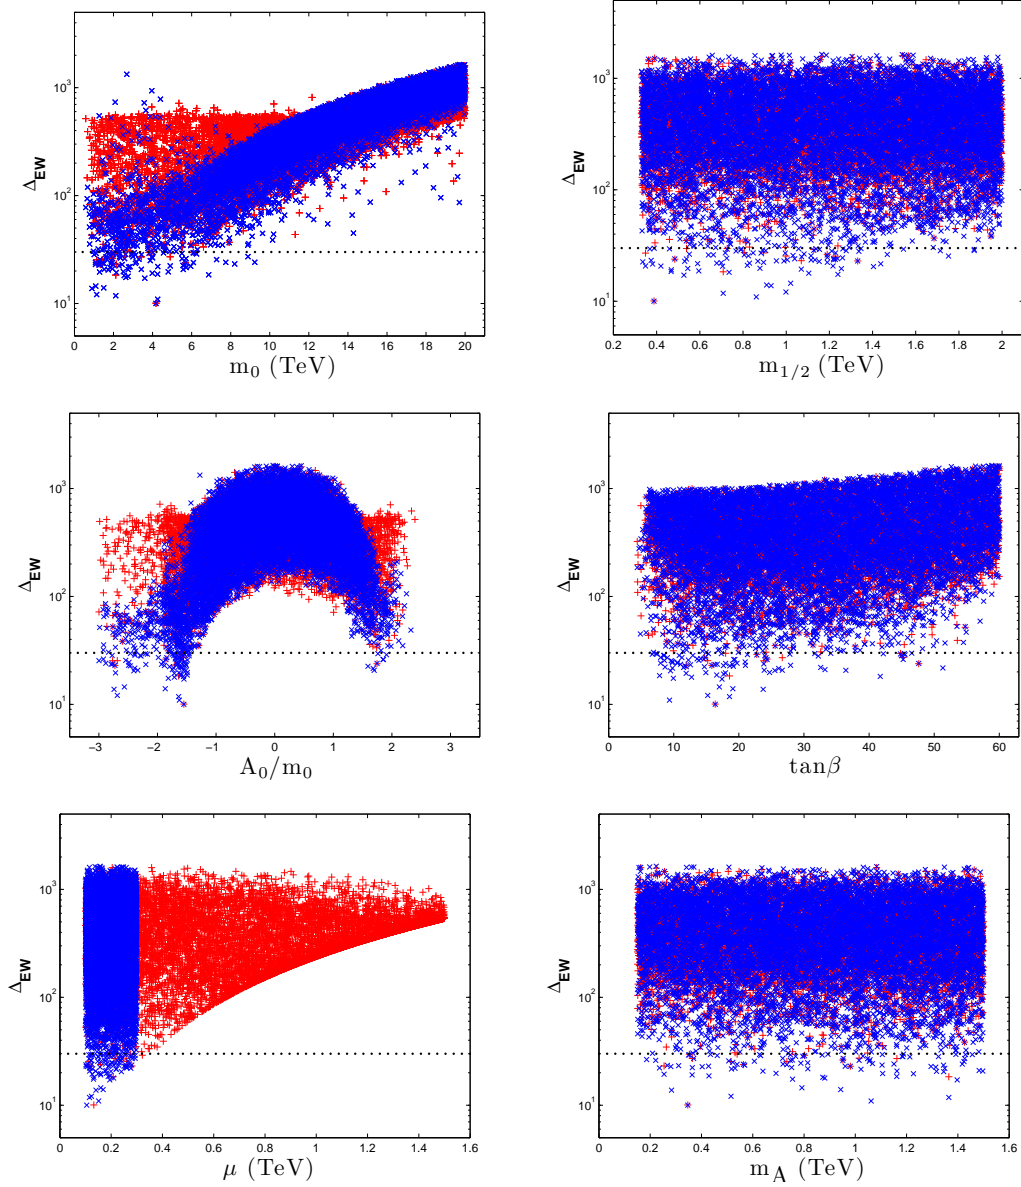 10³
10²
10¹
Δ_EW
0 2 4 6 8 10 12 14 16 18 20
m₀ (TeV)
10³
10²
10¹
Δ_EW
0.2 0.4 0.6 0.8 1 1.2 1.4 1.6 1.8 2
m₁/₂ (TeV)
10³
10²
10¹
Δ_EW
−3 −2 −1 0 1 2 3
A₀/m₀
10³
10²
10¹
Δ_EW
0 10 20 30 40 50 60
tanβ
10³
10²
10¹
Δ_EW
0 0.2 0.4 0.6 0.8 1 1.2 1.4 1.6
μ (TeV)
10³
10²
10¹
Δ_EW
0 0.2 0.4 0.6 0.8 1 1.2 1.4 1.6
m_A (TeV)